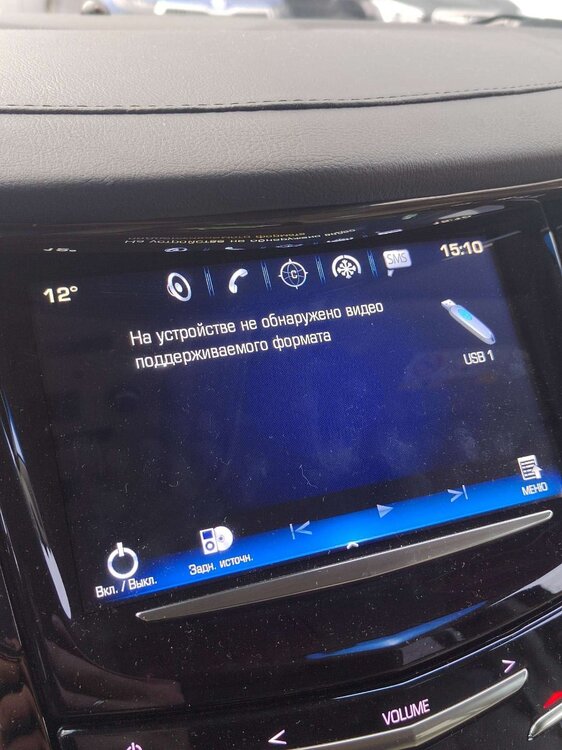 12°
SMS
15:10
На устройстве не обнаружено видео
поддерживаемого формата
USB 1
Вкл. / Выкл.
Задн. источн.
МЕНЮ
VOLUME